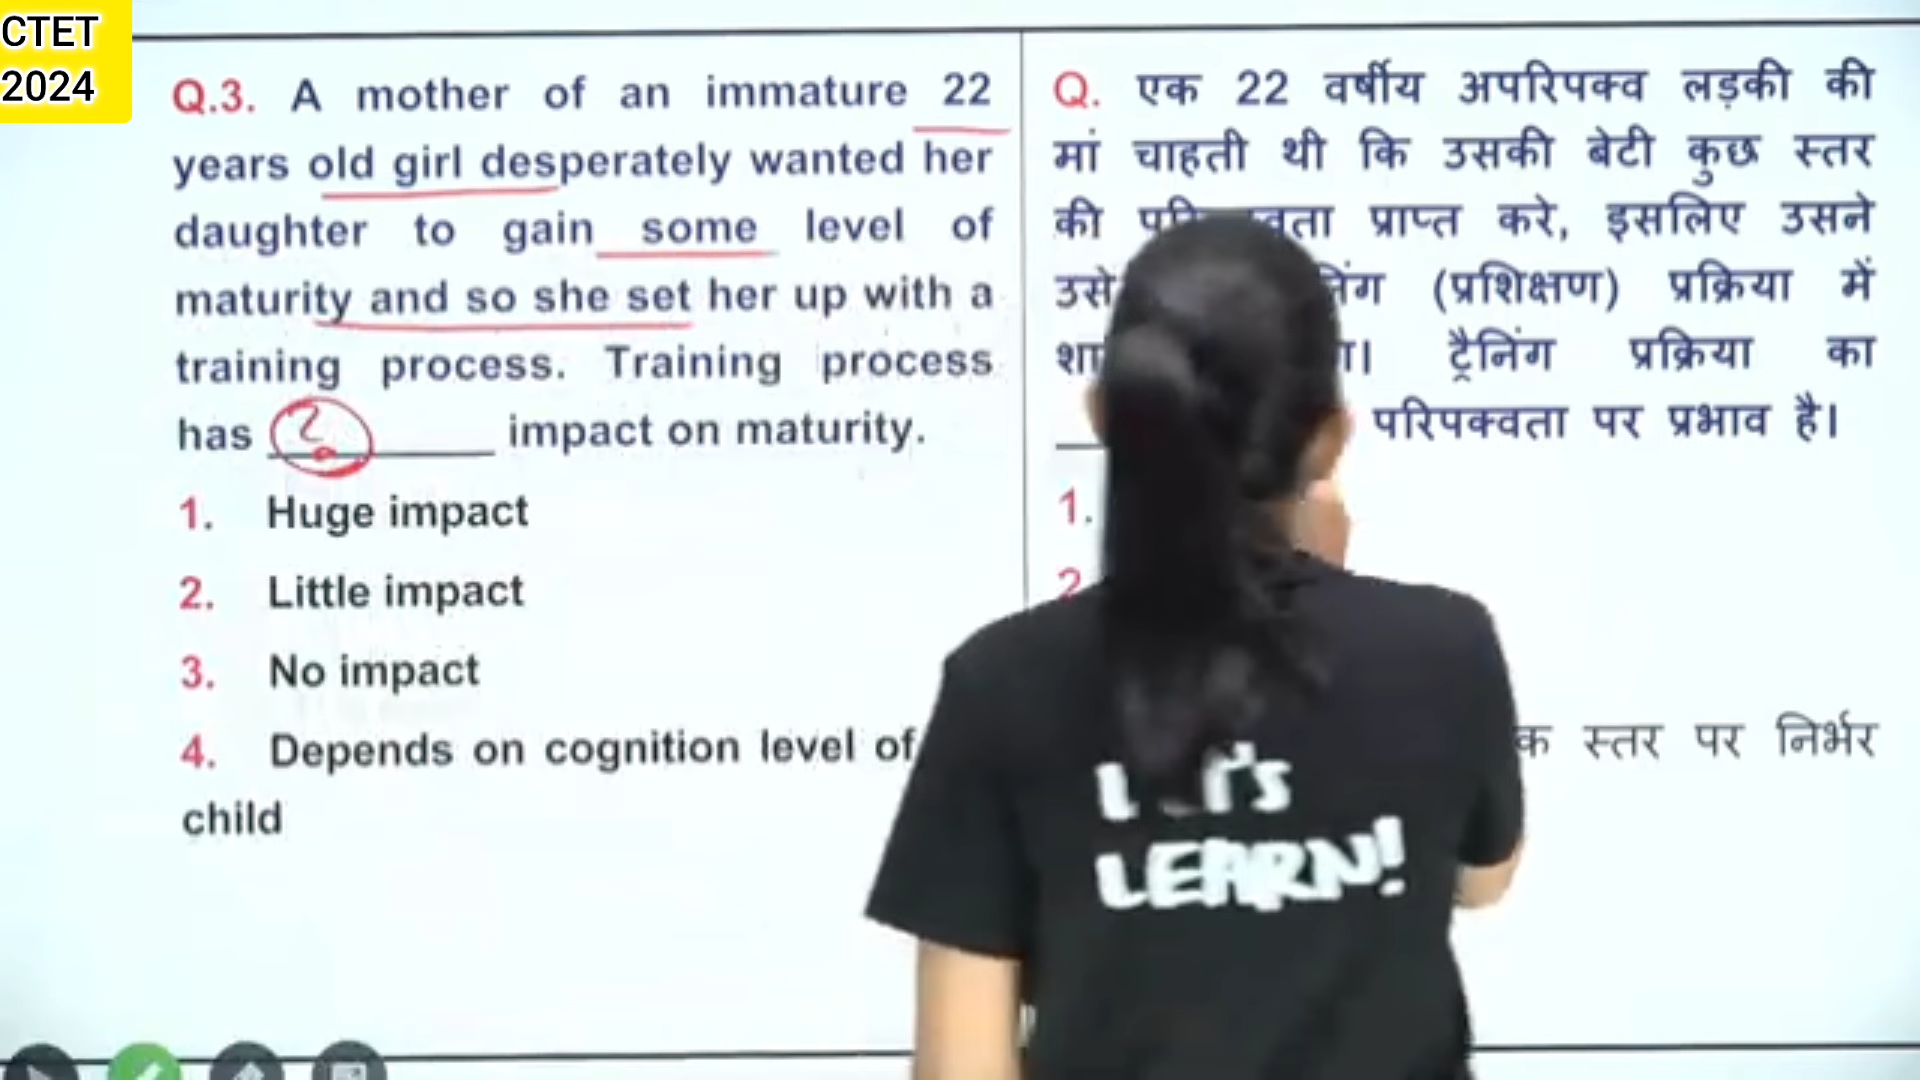 CTET
2024
Q.3. A mother of an immature 22
years old girl desperately wanted her
daughter to gain some level of
maturity and so she set her up with a
training process. Training process
has ? impact on maturity.
1. Huge impact
2. Little impact
3. No impact
4. Depends on cognition level of
child
Q. एक 22 वर्षीय अपरिपक्व लड़की की
मां चाहती थी कि उसकी बेटी कुछ स्तर
की प्राप्त करे, इसलिए उसने
उसे (प्रशिक्षण) प्रक्रिया में
ट्रैनिंग प्रक्रिया का
परिपक्वता पर प्रभाव है।
1.
2
स्तर पर निर्भर
LEARN!